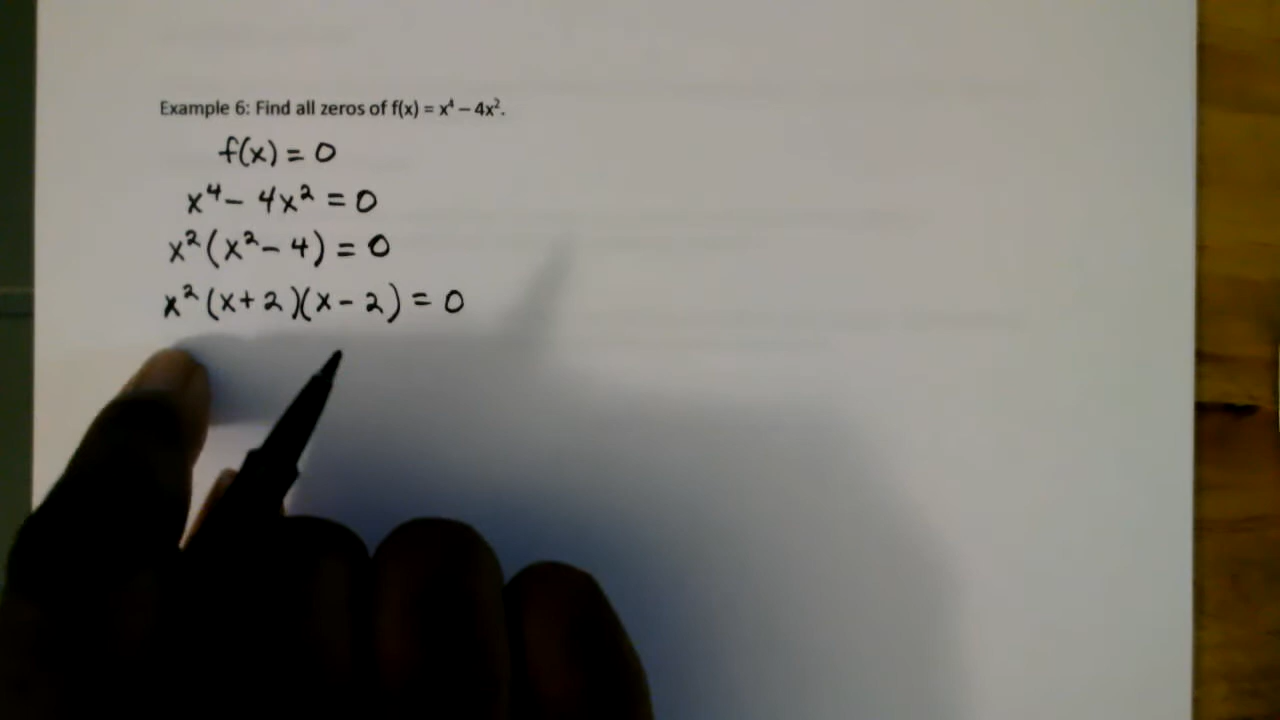 Example 6: Find all zeros of f(x) = x⁴ – 4x².
f(x) = 0
x⁴ - 4x² = 0
x²(x² - 4) = 0
x²(x+2)(x-2) = 0